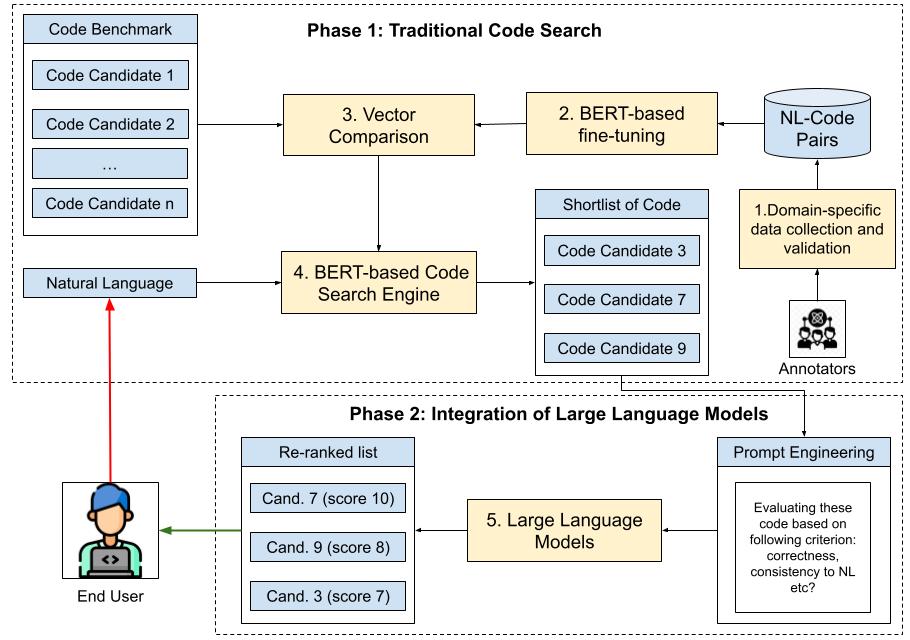 Phase 1: Traditional Code Search
Code Benchmark
Code Candidate 1
Code Candidate 2
...
Code Candidate n
3. Vector
Comparison
2. BERT-based
fine-tuning
NL-Code
Pairs
1.Domain-specific
data collection and
validation
Annotators
Natural Language
4. BERT-based Code
Search Engine
Shortlist of Code
Code Candidate 3
Code Candidate 7
Code Candidate 9
Phase 2: Integration of Large Language Models
Re-ranked list
Cand. 7 (score 10)
Cand. 9 (score 8)
Cand. 3 (score 7)
5. Large Language
Models
Prompt Engineering
Evaluating these
code based on
following criterion:
correctness,
consistency to NL
etc?
End User